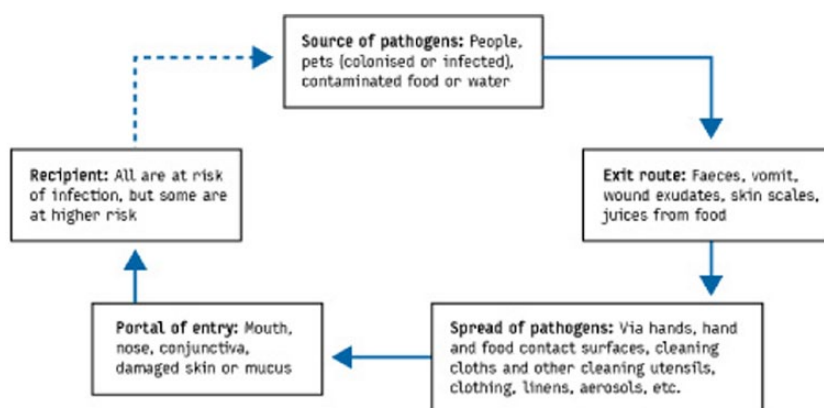 Source of pathogens: People,
pets (colonised or infected),
contaminated food or water
Exit route: Faeces, vomit,
wound exudates, skin scales,
juices from food
Spread of pathogens: Via hands, hand
and food contact surfaces, cleaning
cloths and other cleaning utensils,
clothing, linens, aerosols, etc.
Portal of entry: Mouth,
nose, conjunctiva,
damaged skin or mucus
Recipient: All are at risk
of infection, but some are
at higher risk